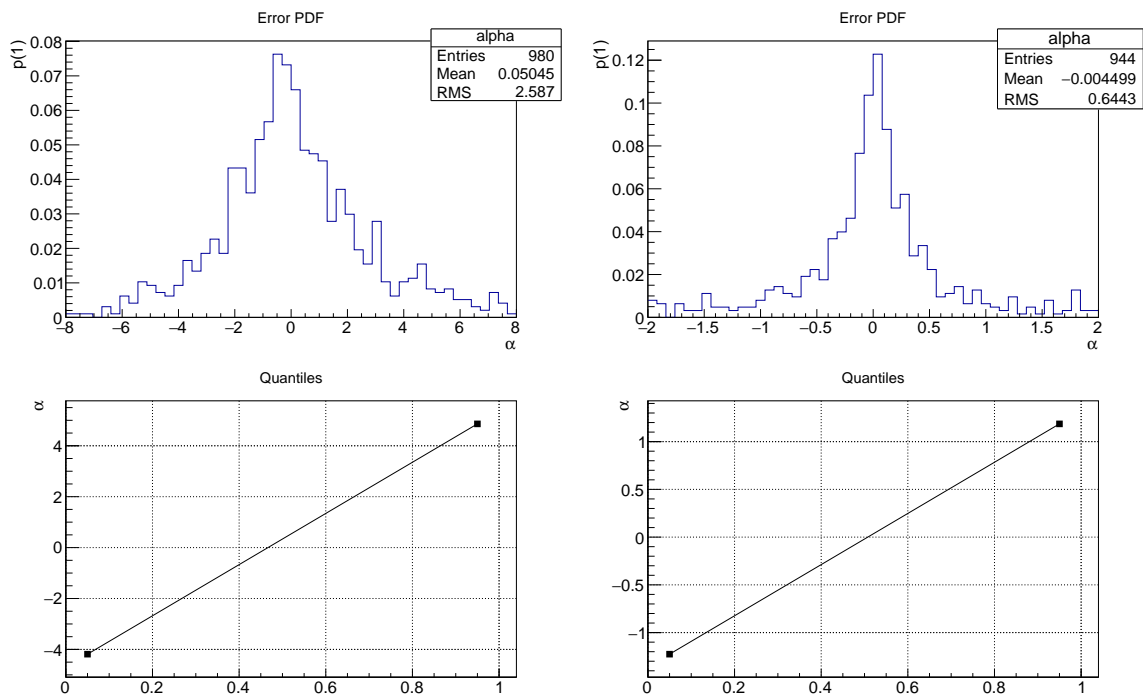 Error PDF
p(1)
0.08
0.07
0.06
0.05
0.04
0.03
0.02
0.01
0
alpha
Entries 980
Mean 0.05045
RMS 2.587
−8 −6 −4 −2 0 2 4 6 8
α
Error PDF
p(1)
0.12
0.1
0.08
0.06
0.04
0.02
0
alpha
Entries 944
Mean −0.004499
RMS 0.6443
−2 −1.5 −1 −0.5 0 0.5 1 1.5 2
α
Quantiles
α
4
2
0
−2
−4
0 0.2 0.4 0.6 0.8 1
Quantiles
α
1
0.5
0
−0.5
−1
0 0.2 0.4 0.6 0.8 1